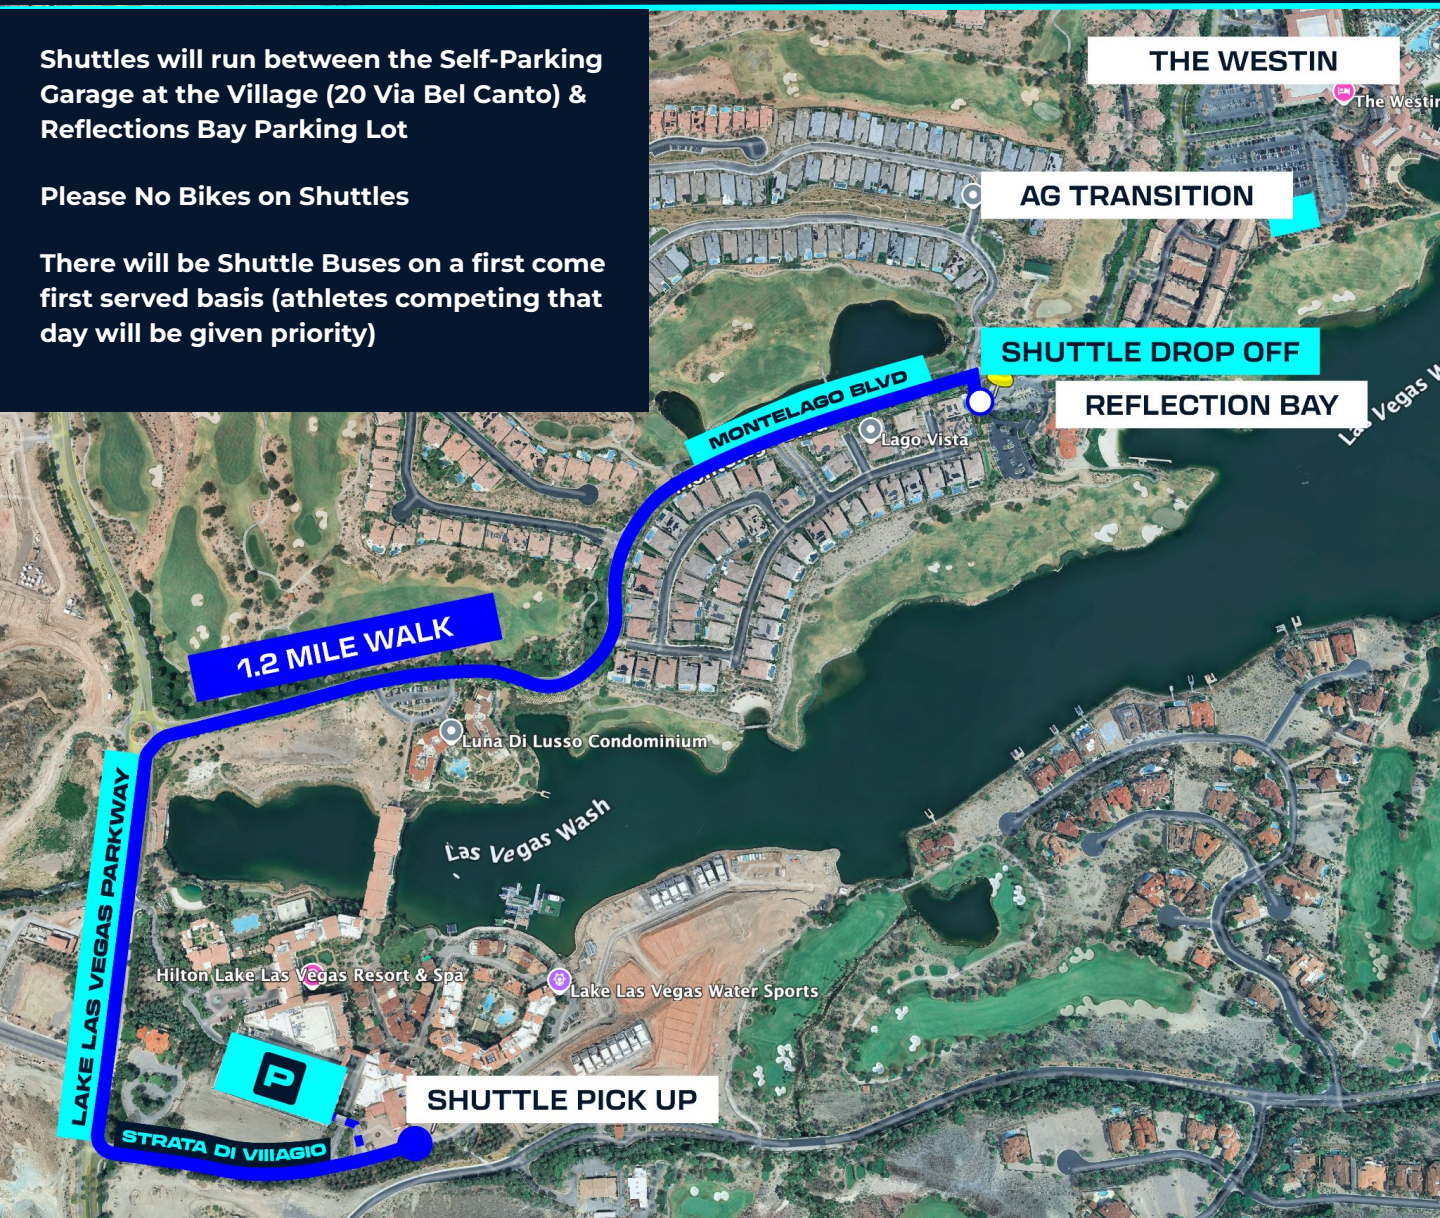 Shuttles will run between the Self-Parking
Garage at the Village (20 Via Bel Canto) &
Reflections Bay Parking Lot
Please No Bikes on Shuttles
There will be Shuttle Buses on a first come
first served basis (athletes competing that
day will be given priority)
THE WESTIN
The Westin
AG TRANSITION
SHUTTLE DROP OFF
REFLECTION BAY
MONTELAGO BLVD
Lago Vista
Las Vegas W
1.2 MILE WALK
Luna Di Lusso Condominium
Las Vegas Wash
LAKE LAS VEGAS PARKWAY
Hilton Lake Las Vegas Resort & Spa
Lake Las Vegas Water Sports
P
SHUTTLE PICK UP
STRATA DI VIllAGIO